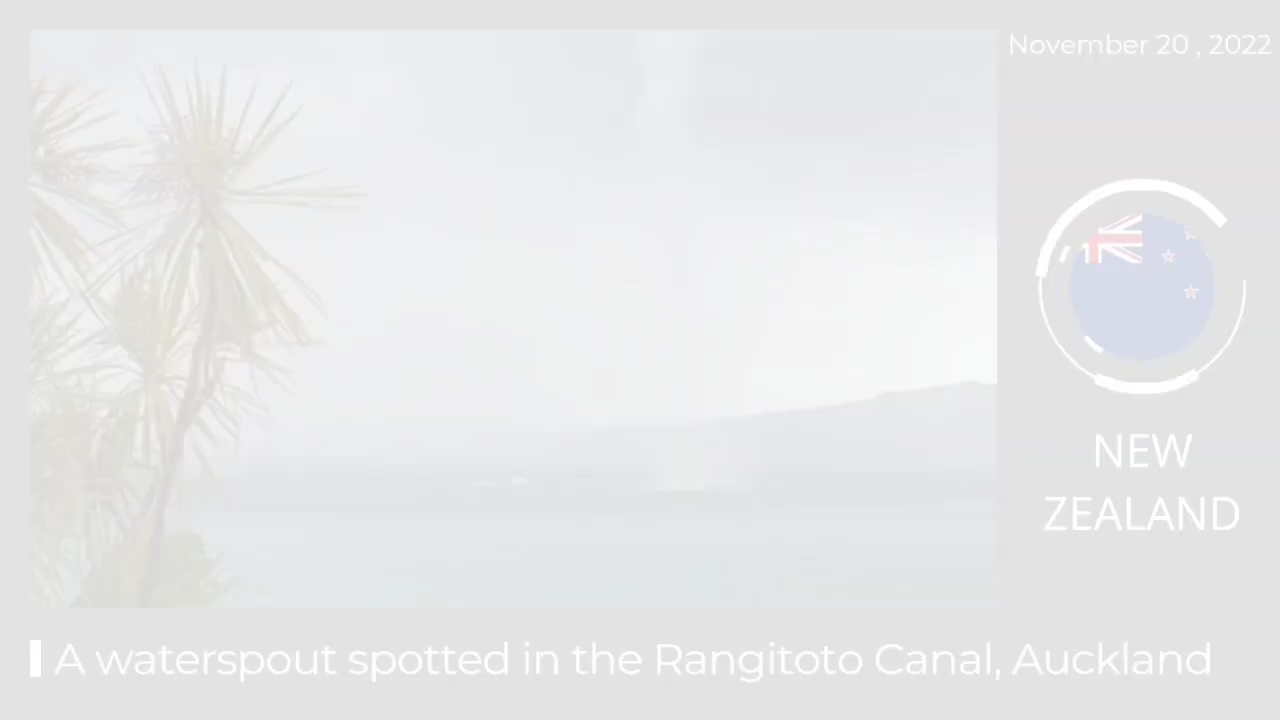 November 20 , 2022
NEW
ZEALAND
A waterspout spotted in the Rangitoto Canal, Auckland